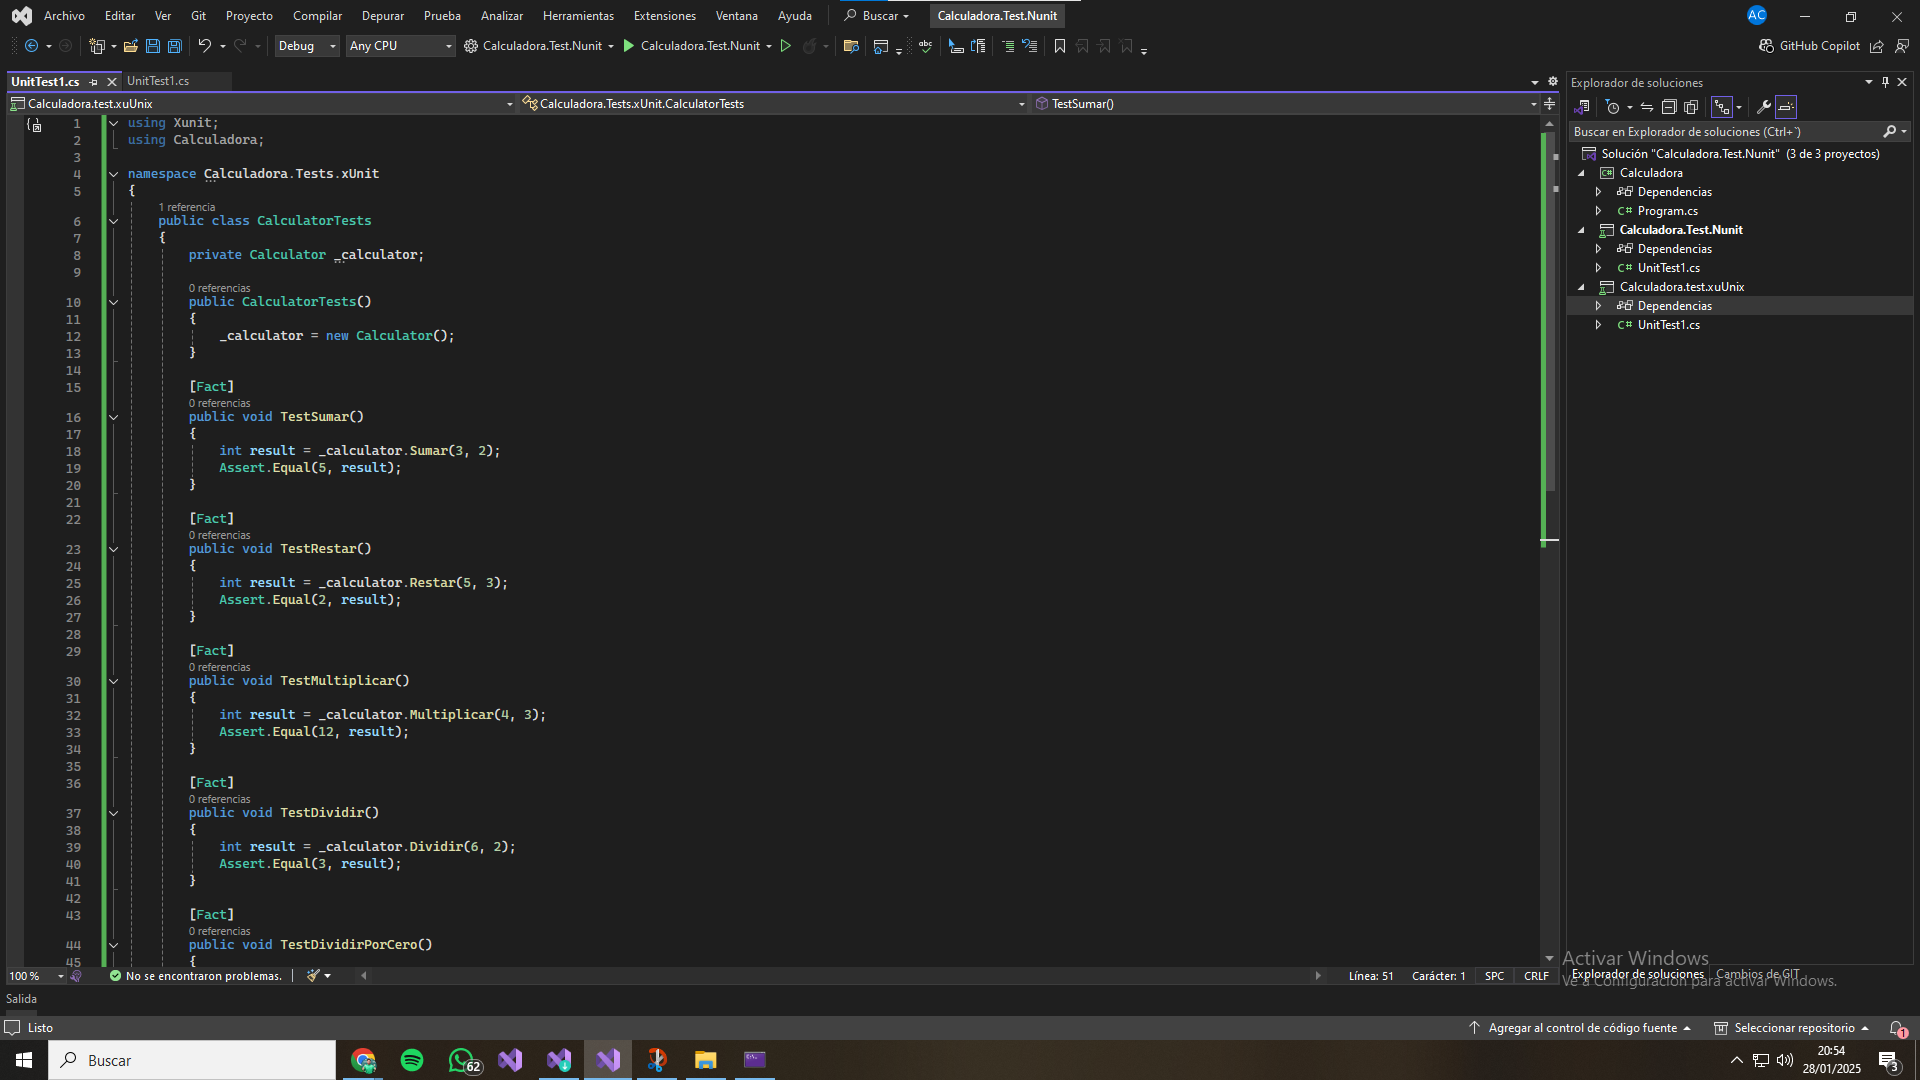 Archivo Editar Ver Git Proyecto Compilar Depurar Prueba Analizar Herramientas Extensiones Ventana Ayuda Buscar Calculadora.Test.Nunit AC
Debug Any CPU Calculadora.Test.Nunit Calculadora.Test.Nunit abc GitHub Copilot
UnitTest1.cs UnitTest1.cs
Calculadora.test.xuUnix Calculadora.Tests.xUnit.CalculatorTests TestSumar()
1 using Xunit;
2 using Calculadora;
3
4 namespace Calculadora.Tests.xUnit
5 {
1 referencia
6 public class CalculatorTests
7 {
8 private Calculator _calculator;
9
0 referencias
10 public CalculatorTests()
11 {
12 _calculator = new Calculator();
13 }
14
15 [Fact]
0 referencias
16 public void TestSumar()
17 {
18 int result = _calculator.Sumar(3, 2);
19 Assert.Equal(5, result);
20 }
21
22 [Fact]
0 referencias
23 public void TestRestar()
24 {
25 int result = _calculator.Restar(5, 3);
26 Assert.Equal(2, result);
27 }
28
29 [Fact]
0 referencias
30 public void TestMultiplicar()
31 {
32 int result = _calculator.Multiplicar(4, 3);
33 Assert.Equal(12, result);
34 }
35
36 [Fact]
0 referencias
37 public void TestDividir()
38 {
39 int result = _calculator.Dividir(6, 2);
40 Assert.Equal(3, result);
41 }
42
43 [Fact]
0 referencias
44 public void TestDividirPorCero()
45 {
100 % No se encontraron problemas. Línea: 51 Carácter: 1 SPC CRLF
Explorador de soluciones
Buscar en Explorador de soluciones (Ctrl+`)
Solución "Calculadora.Test.Nunit" (3 de 3 proyectos)
Calculadora
Dependencias
C# Program.cs
Calculadora.Test.Nunit
Dependencias
C# UnitTest1.cs
Calculadora.test.xuUnix
Dependencias
C# UnitTest1.cs
Activar Windows
Explorador de soluciones Cambios de GIT
Ve a Configuración para activar Windows.
Salida
Listo Agregar al control de código fuente Seleccionar repositorio 1
Buscar 62 20:54
28/01/2025 3